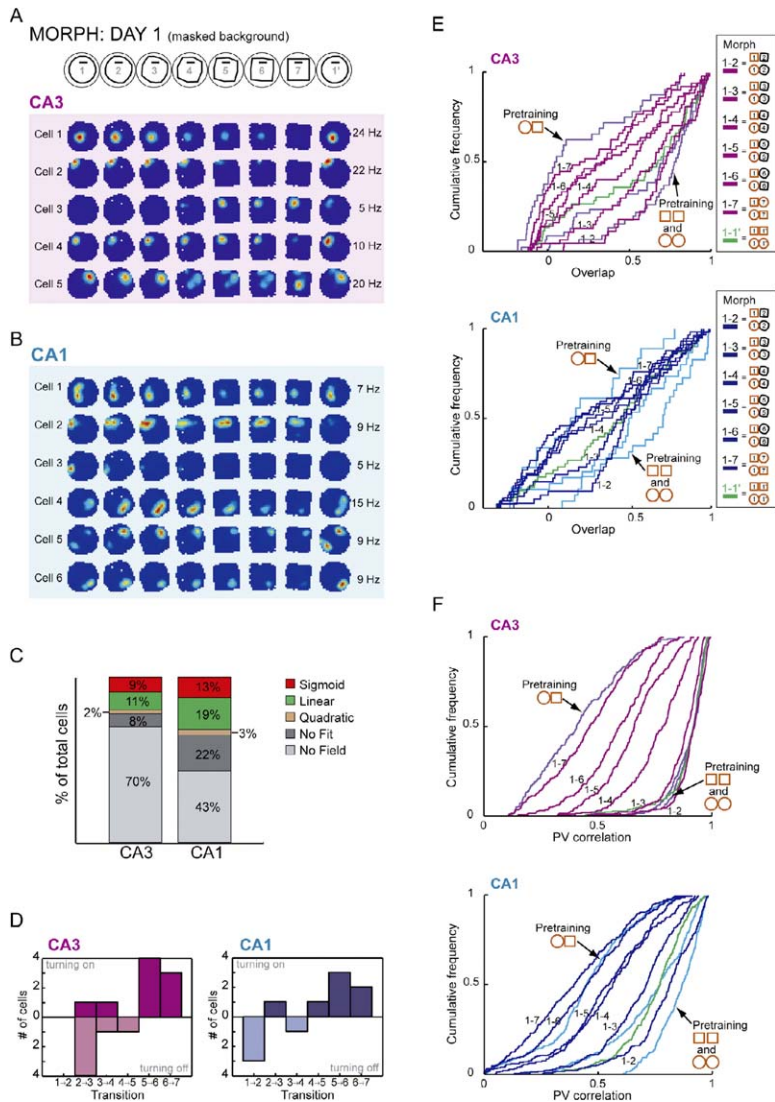 A
MORPH: DAY 1 (masked background)
1 2 3 4 5 6 7 1'
CA3
Cell 1 24 Hz
Cell 2 22 Hz
Cell 3 5 Hz
Cell 4 10 Hz
Cell 5 20 Hz
B
CA1
Cell 1 7 Hz
Cell 2 9 Hz
Cell 3 5 Hz
Cell 4 15 Hz
Cell 5 9 Hz
Cell 6 9 Hz
C
% of total cells
9%
11%
2%
8%
70%
13%
19%
3%
22%
43%
CA3 CA1
Sigmoid
Linear
Quadratic
No Fit
No Field
D
CA3
# of cells
4
2
0
2
4
turning on
turning off
1→2 2→3 3→4 4→5 5→6 6→7
Transition
CA1
# of cells
4
2
0
2
4
turning on
turning off
1→2 2→3 3→4 4→5 5→6 6→7
Transition
E
CA3
Cumulative frequency
1
0.5
0
Pretraining
1-7
1-6
1-4
1-5
1-3
1-2
Pretraining
and
0 0.5 1
Overlap
Morph
1-2 =
1-3 =
1-4 =
1-5 =
1-6 =
1-7 =
1-1' =
CA1
Cumulative frequency
1
0.5
0
Pretraining
1-7
1-6
1-5
1-4
1-3
1-2
Pretraining
and
0 0.5 1
Overlap
Morph
1-2 =
1-3 =
1-4 =
1-5 =
1-6 =
1-7 =
1-1' =
F
CA3
Cumulative frequency
1
0.5
0
Pretraining
1-7
1-6
1-5
1-4
1-3
1-2
Pretraining
and
0 0.5 1
PV correlation
CA1
Cumulative frequency
1
0.5
0
Pretraining
1-7
1-6
1-5
1-4
1-3
1-2
Pretraining
and
0 0.5 1
PV correlation